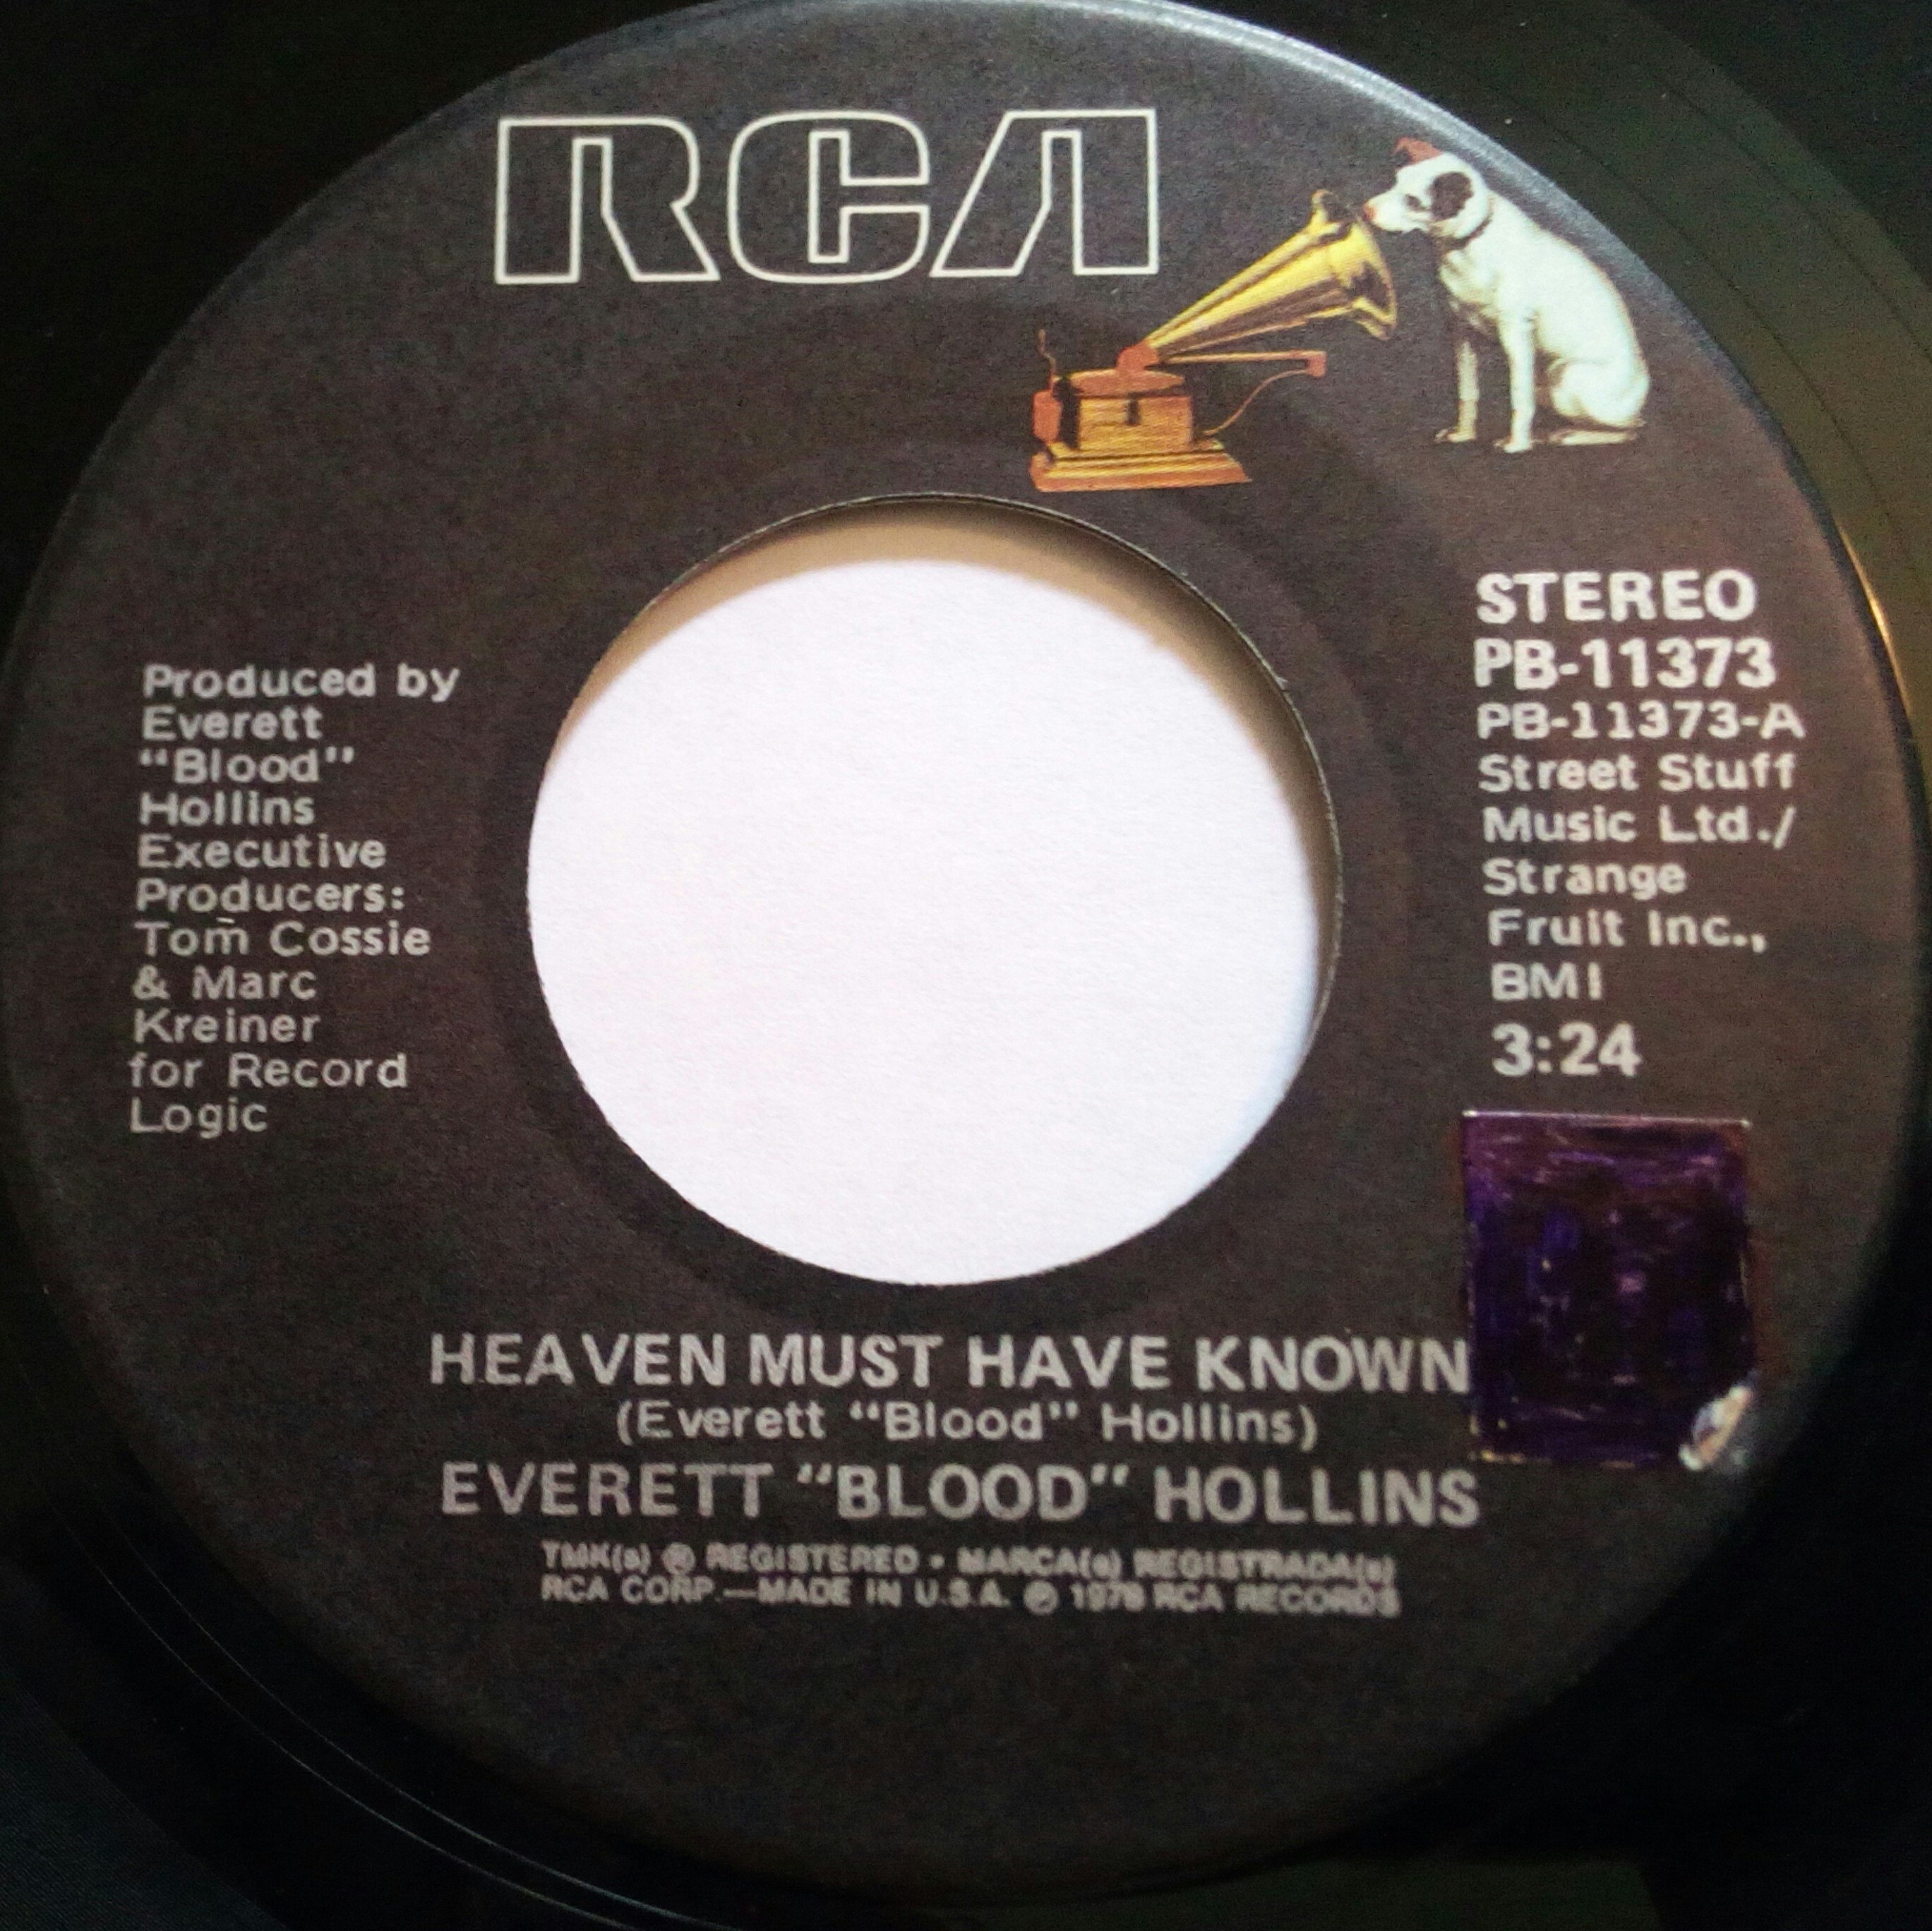 RCA
Produced by
Everett
“Blood”
Hollins
Executive
Producers:
Tom Cossie
& Marc
Kreiner
for Record
Logic
STEREO
PB-11373
PB-11373-A
Street Stuff
Music Ltd./
Strange
Fruit Inc.,
BMI
3:24
HEAVEN MUST HAVE KNOWN
(Everett “Blood” Hollins)
EVERETT “BLOOD” HOLLINS
TMK(s) ® REGISTERED • MARCA(s) REGISTRADA(s)
RCA CORP.—MADE IN U.S.A. ℗ 1978 RCA RECORDS